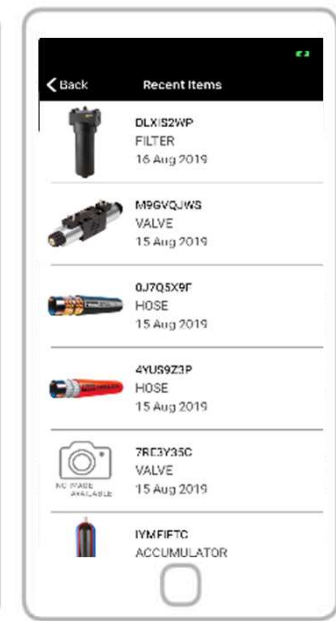 Back
Recent Items
DLXIS2WP
FILTER
16 Aug 2019
M9GVQJWS
VALVE
15 Aug 2019
0J7Q5X9F
HOSE
15 Aug 2019
4YUS9Z3P
HOSE
15 Aug 2019
NO IMAGE
AVAILABLE
7RE3Y35C
VALVE
15 Aug 2019
IYMFIFTC
ACCUMULATOR